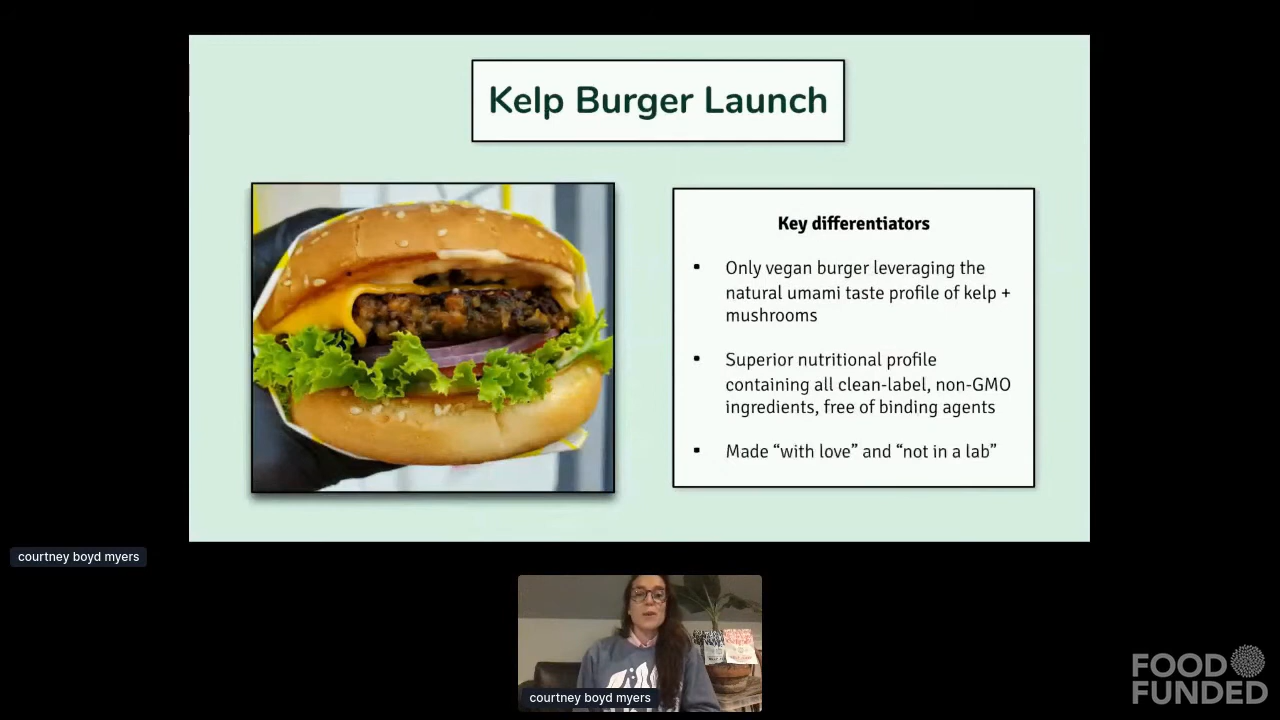 Kelp Burger Launch
Key differentiators
▪ Only vegan burger leveraging the
natural umami taste profile of kelp +
mushrooms
▪ Superior nutritional profile
containing all clean-label, non-GMO
ingredients, free of binding agents
▪ Made “with love” and “not in a lab”
courtney boyd myers
courtney boyd myers
FOOD
FUNDED